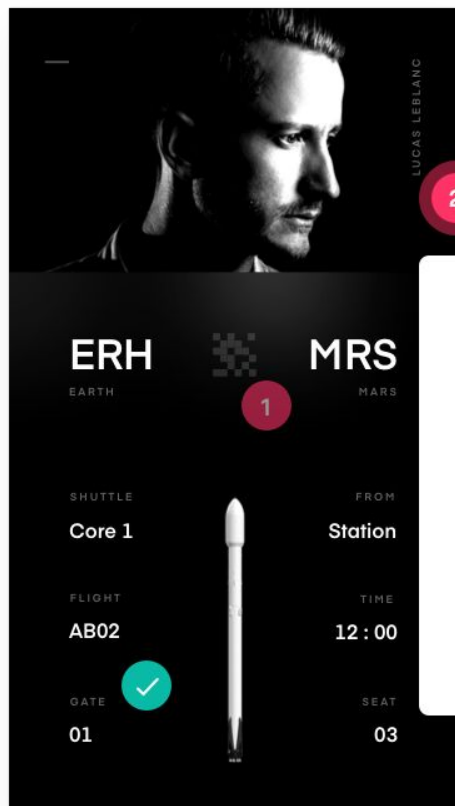 LUCAS LEBLANC
2
ERH MRS
EARTH MARS
1
SHUTTLE FROM
Core 1 Station
FLIGHT TIME
AB02 12:00
GATE SEAT
01 03